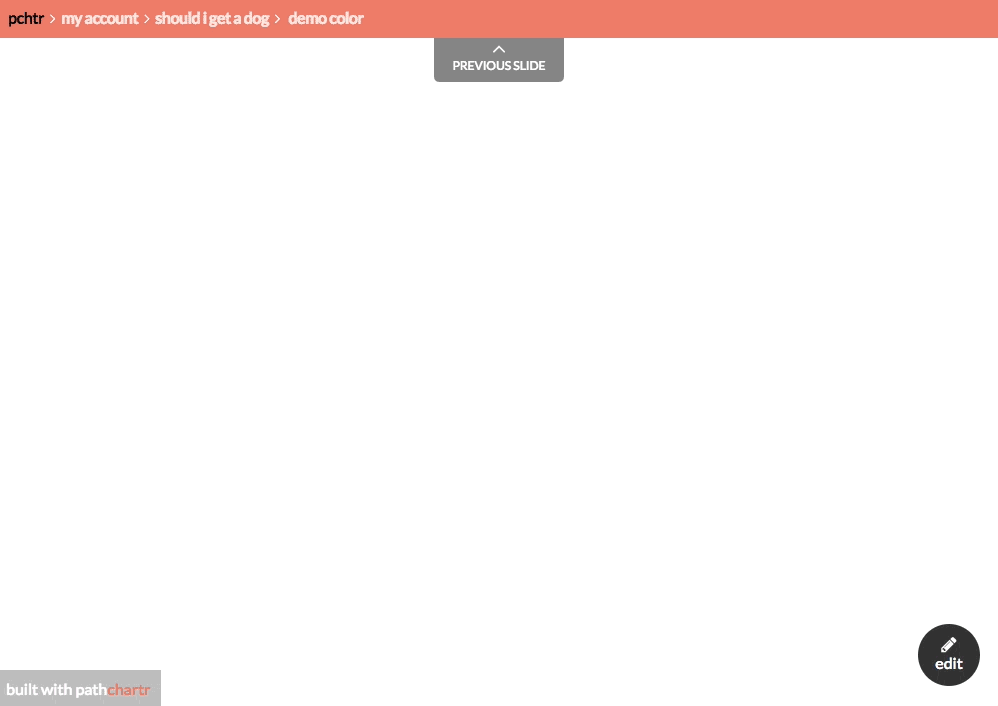 pchtr > my account > should i get a dog > demo color
PREVIOUS SLIDE
edit
built with pathchartr